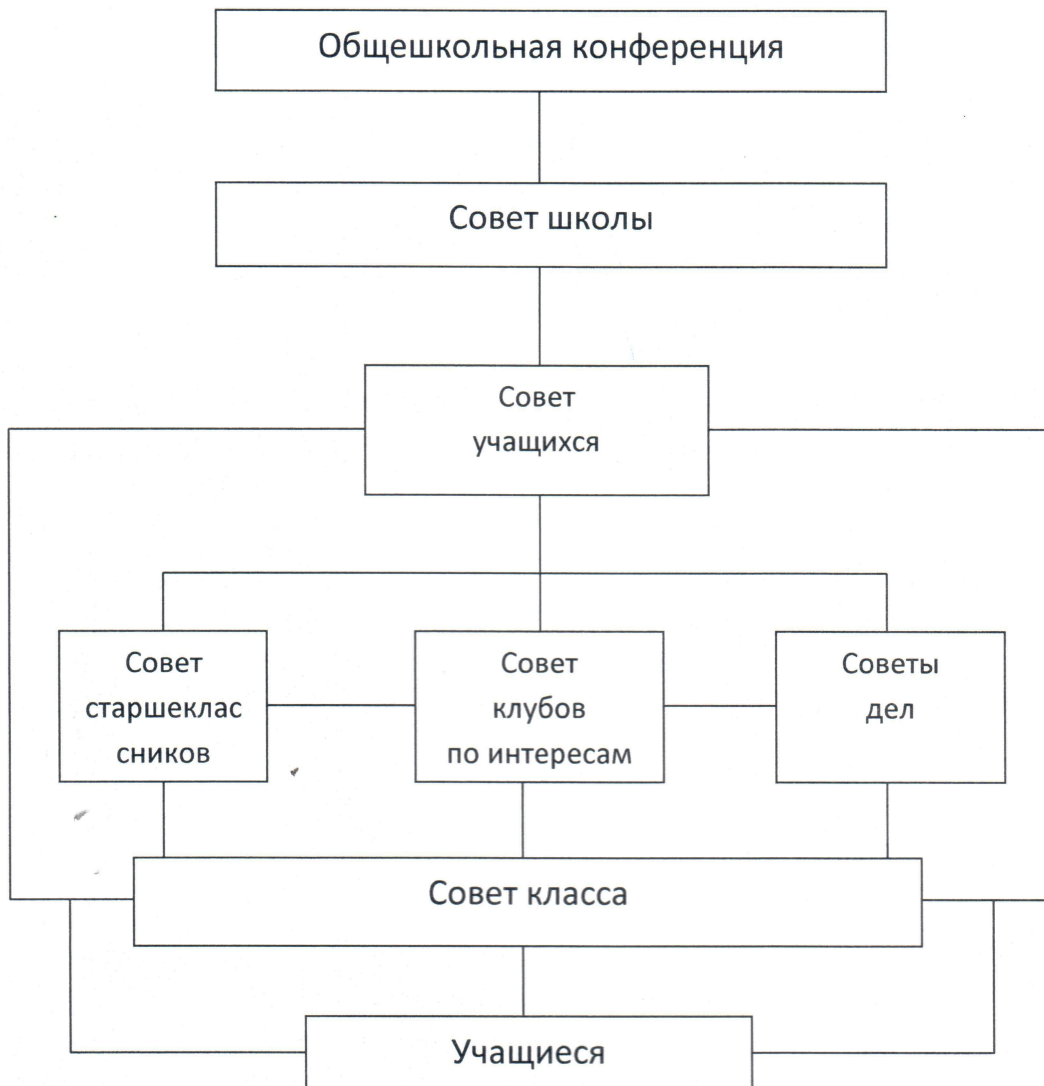 Общешкольная конференция
Совет школы
Совет
учащихся
Совет
старшеклас
сников
Совет
клубов
по интересам
Советы
дел
Совет класса
Учащиеся